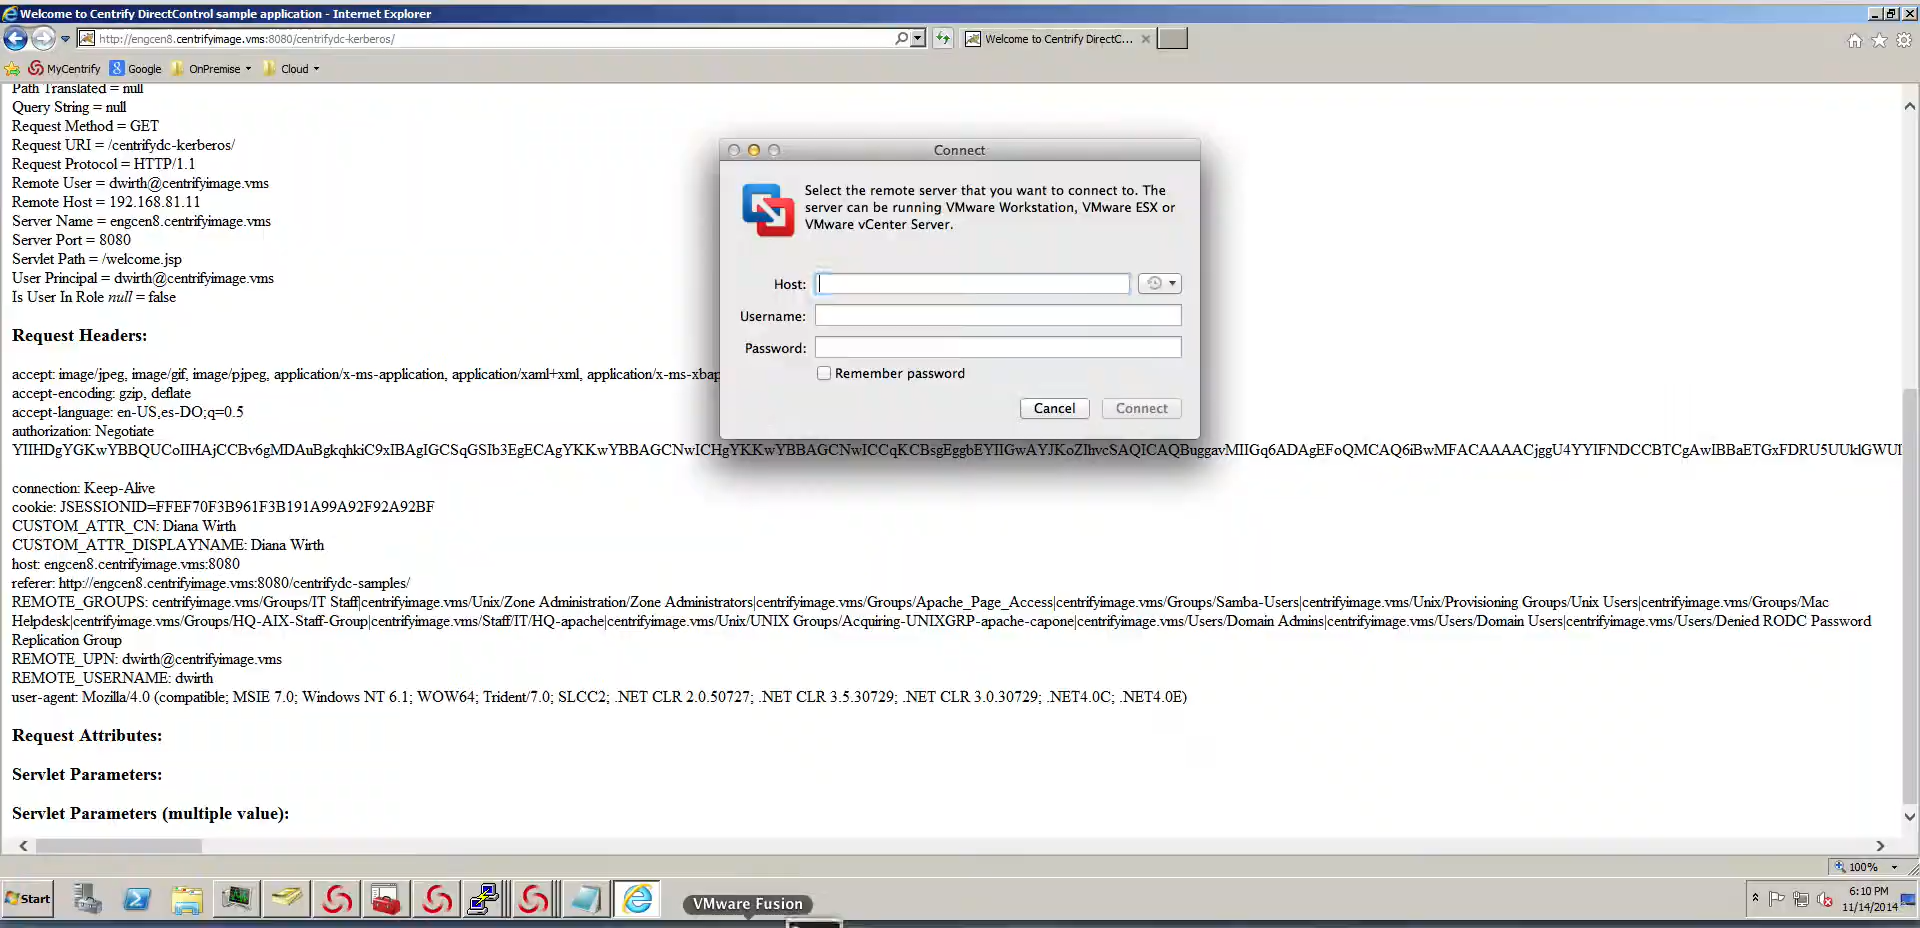 Welcome to Centrify DirectControl sample application - Internet Explorer
http://engcen8.centrifyimage.vms:8080/centrifydc-kerberos/
Welcome to Centrify DirectC...
MyCentrify
Google
OnPremise
Cloud
Path Translated = null
Query String = null
Request Method = GET
Request URI = /centrifydc-kerberos/
Request Protocol = HTTP/1.1
Remote User = dwirth@centrifyimage.vms
Remote Host = 192.168.81.11
Server Name = engcen8.centrifyimage.vms
Server Port = 8080
Servlet Path = /welcome.jsp
User Principal = dwirth@centrifyimage.vms
Is User In Role null = false
Connect
Select the remote server that you want to connect to. The
server can be running VMware Workstation, VMware ESX or
VMware vCenter Server.
Host:
Username:
Password:
Remember password
Cancel
Connect
Request Headers:
accept: image/jpeg, image/gif, image/pjpeg, application/x-ms-application, application/xaml+xml, application/x-ms-xbap
accept-encoding: gzip, deflate
accept-language: en-US,es-DO;q=0.5
authorization: Negotiate
connection: Keep-Alive
cookie: JSESSIONID=FFEF70F3B961F3B191A99A92F92A92BF
CUSTOM_ATTR_CN: Diana Wirth
CUSTOM_ATTR_DISPLAYNAME: Diana Wirth
host: engcen8.centrifyimage.vms:8080
referer: http://engcen8.centrifyimage.vms:8080/centrifydc-samples/
REMOTE_GROUPS: centrifyimage.vms/Groups/IT Staff|centrifyimage.vms/Unix/Zone Administration/Zone Administrators|centrifyimage.vms/Groups/Apache_Page_Access|centrifyimage.vms/Groups/Samba-Users|centrifyimage.vms/Unix/Provisioning Groups/Unix Users|centrifyimage.vms/Groups/Mac
Helpdesk|centrifyimage.vms/Groups/HQ-AIX-Staff-Group|centrifyimage.vms/Staff/IT/HQ-apache|centrifyimage.vms/Unix/UNIX Groups/Acquiring-UNIXGRP-apache-capone|centrifyimage.vms/Users/Domain Admins|centrifyimage.vms/Users/Domain Users|centrifyimage.vms/Users/Denied RODC Password
Replication Group
REMOTE_UPN: dwirth@centrifyimage.vms
REMOTE_USERNAME: dwirth
user-agent: Mozilla/4.0 (compatible; MSIE 7.0; Windows NT 6.1; WOW64; Trident/7.0; SLCC2; .NET CLR 2.0.50727; .NET CLR 3.5.30729; .NET CLR 3.0.30729; .NET4.0C; .NET4.0E)
Request Attributes:
Servlet Parameters:
Servlet Parameters (multiple value):
100%
Start
VMware Fusion
6:10 PM
11/14/2014